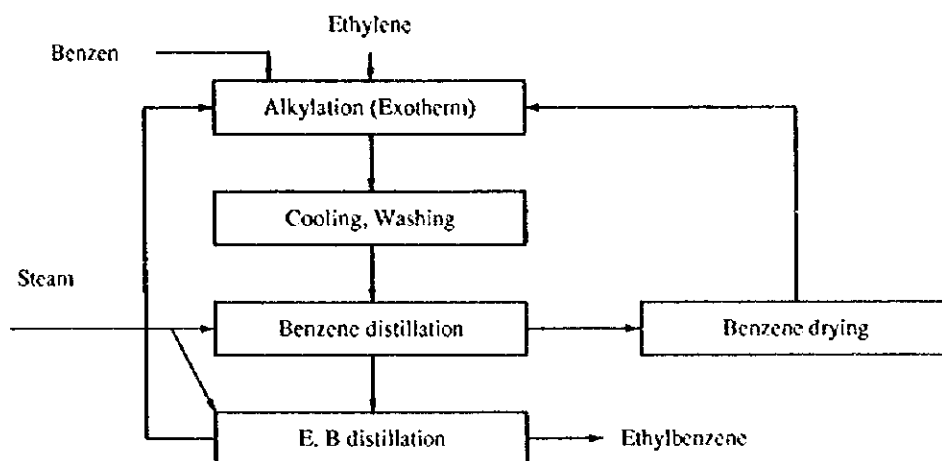 Ethylene
Benzen
Alkylation (Exotherm)
Cooling, Washing
Steam
Benzene distillation
Benzene drying
E. B distillation
Ethylbenzene